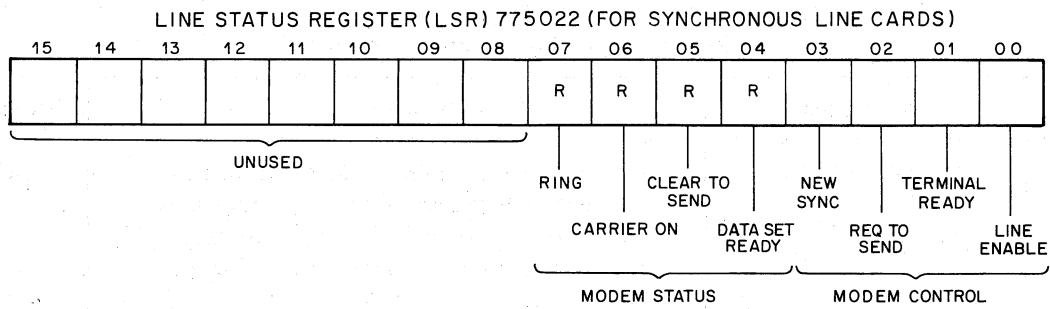 LINE STATUS REGISTER (LSR) 775022 (FOR SYNCHRONOUS LINE CARDS)
15 14 13 12 11 10 09 08 07 06 05 04 03 02 01 00
R R R R
UNUSED
RING
CLEAR TO
SEND
NEW
SYNC
TERMINAL
READY
CARRIER ON
DATA SET
READY
REQ TO
SEND
LINE
ENABLE
MODEM STATUS
MODEM CONTROL